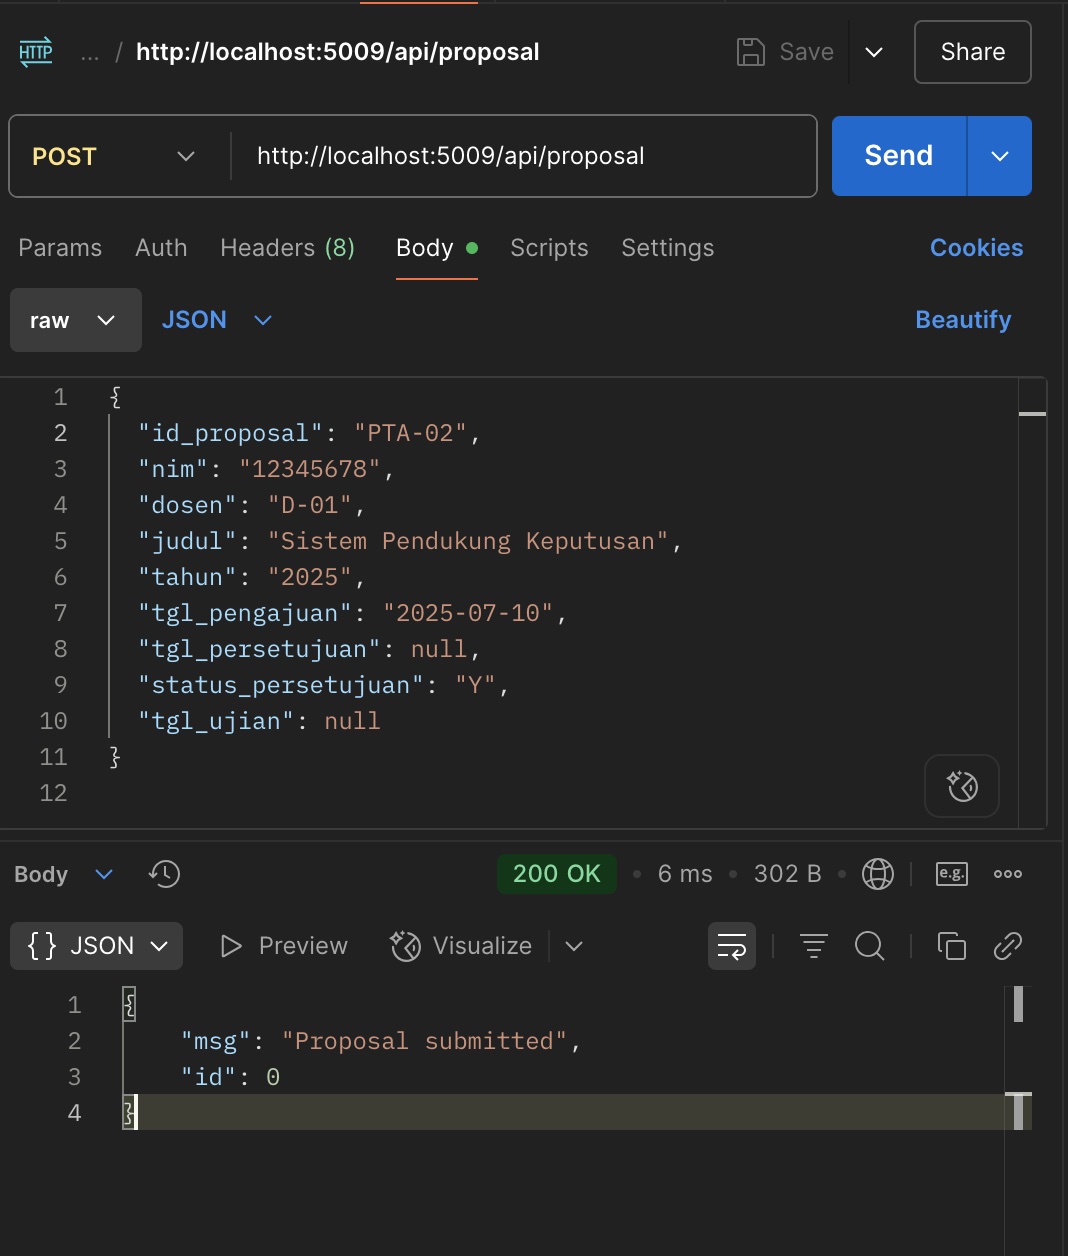 HTTP ... / http://localhost:5009/api/proposal Save Share
POST http://localhost:5009/api/proposal Send
Params Auth Headers (8) Body Scripts Settings Cookies
raw JSON Beautify
1 {
2 "id_proposal": "PTA-02",
3 "nim": "12345678",
4 "dosen": "D-01",
5 "judul": "Sistem Pendukung Keputusan",
6 "tahun": "2025",
7 "tgl_pengajuan": "2025-07-10",
8 "tgl_persetujuan": null,
9 "status_persetujuan": "Y",
10 "tgl_ujian": null
11 }
12
Body 200 OK • 6 ms • 302 B • e.g.
{} JSON Preview Visualize
1 {
2 "msg": "Proposal submitted",
3 "id": 0
4 }